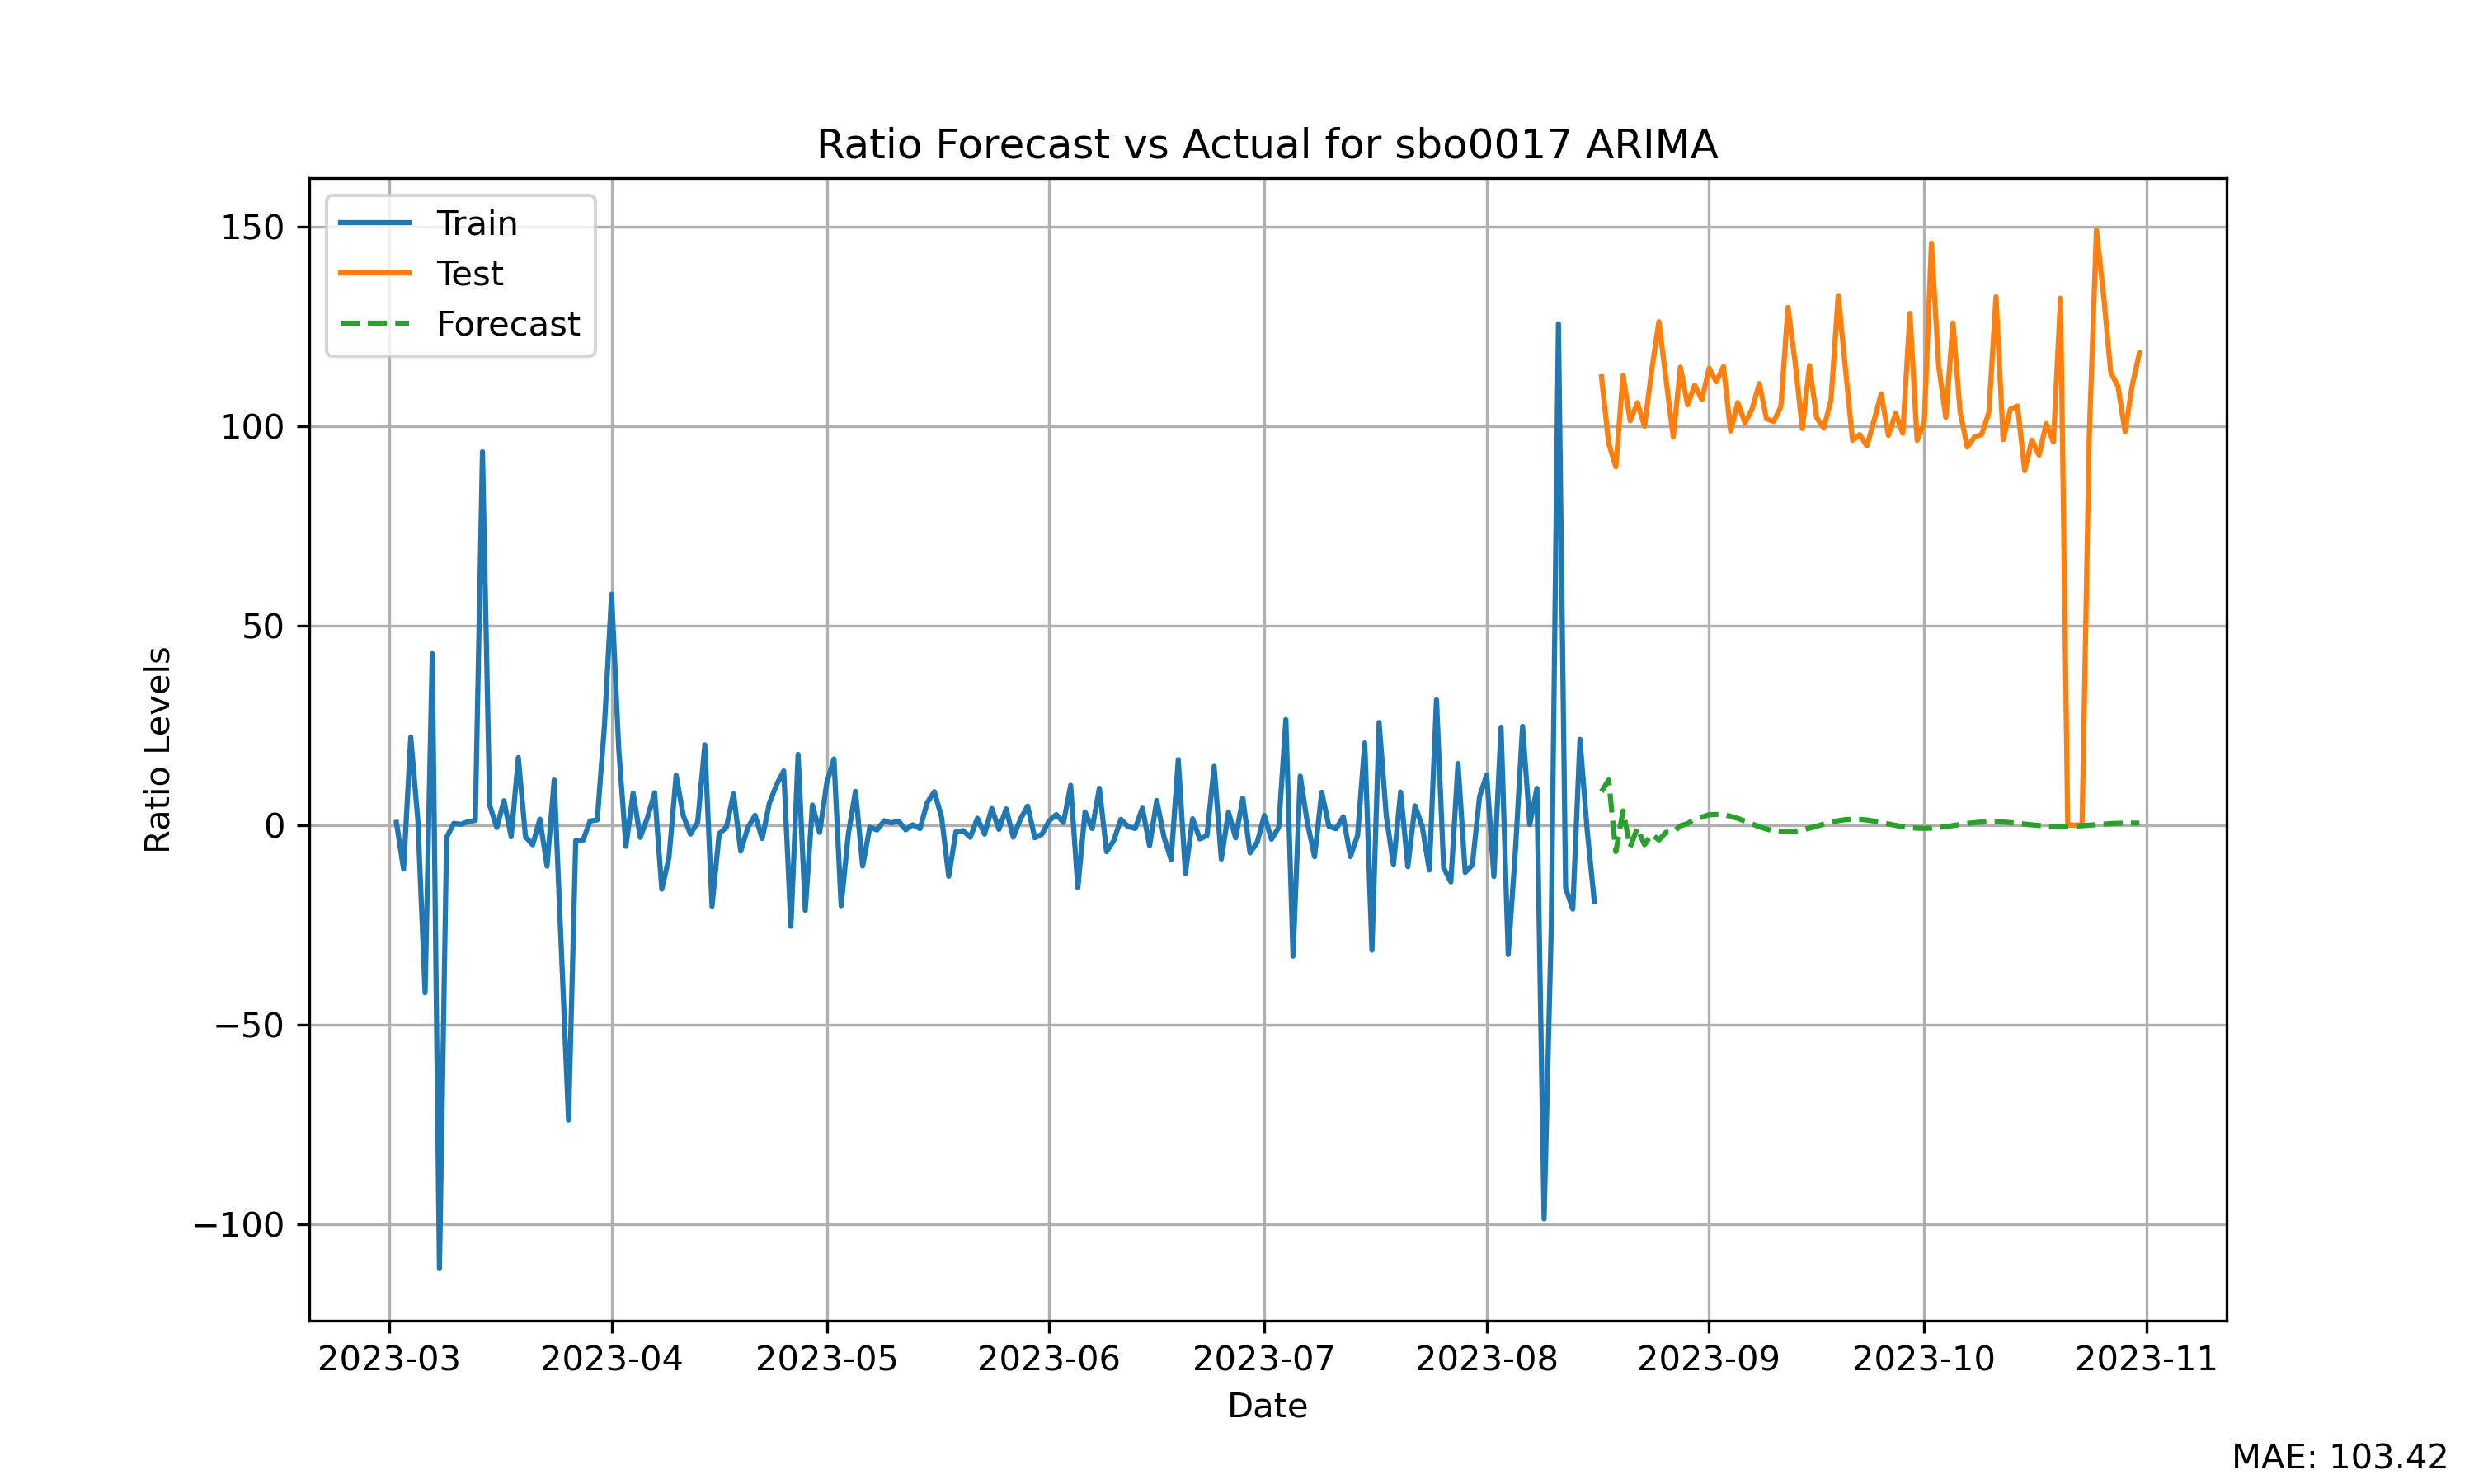 Ratio Forecast vs Actual for sbo0017 ARIMA
Train
Test
Forecast
150
100
50
0
−50
−100
Ratio Levels
2023-03 2023-04 2023-05 2023-06 2023-07 2023-08 2023-09 2023-10 2023-11
Date
MAE: 103.42